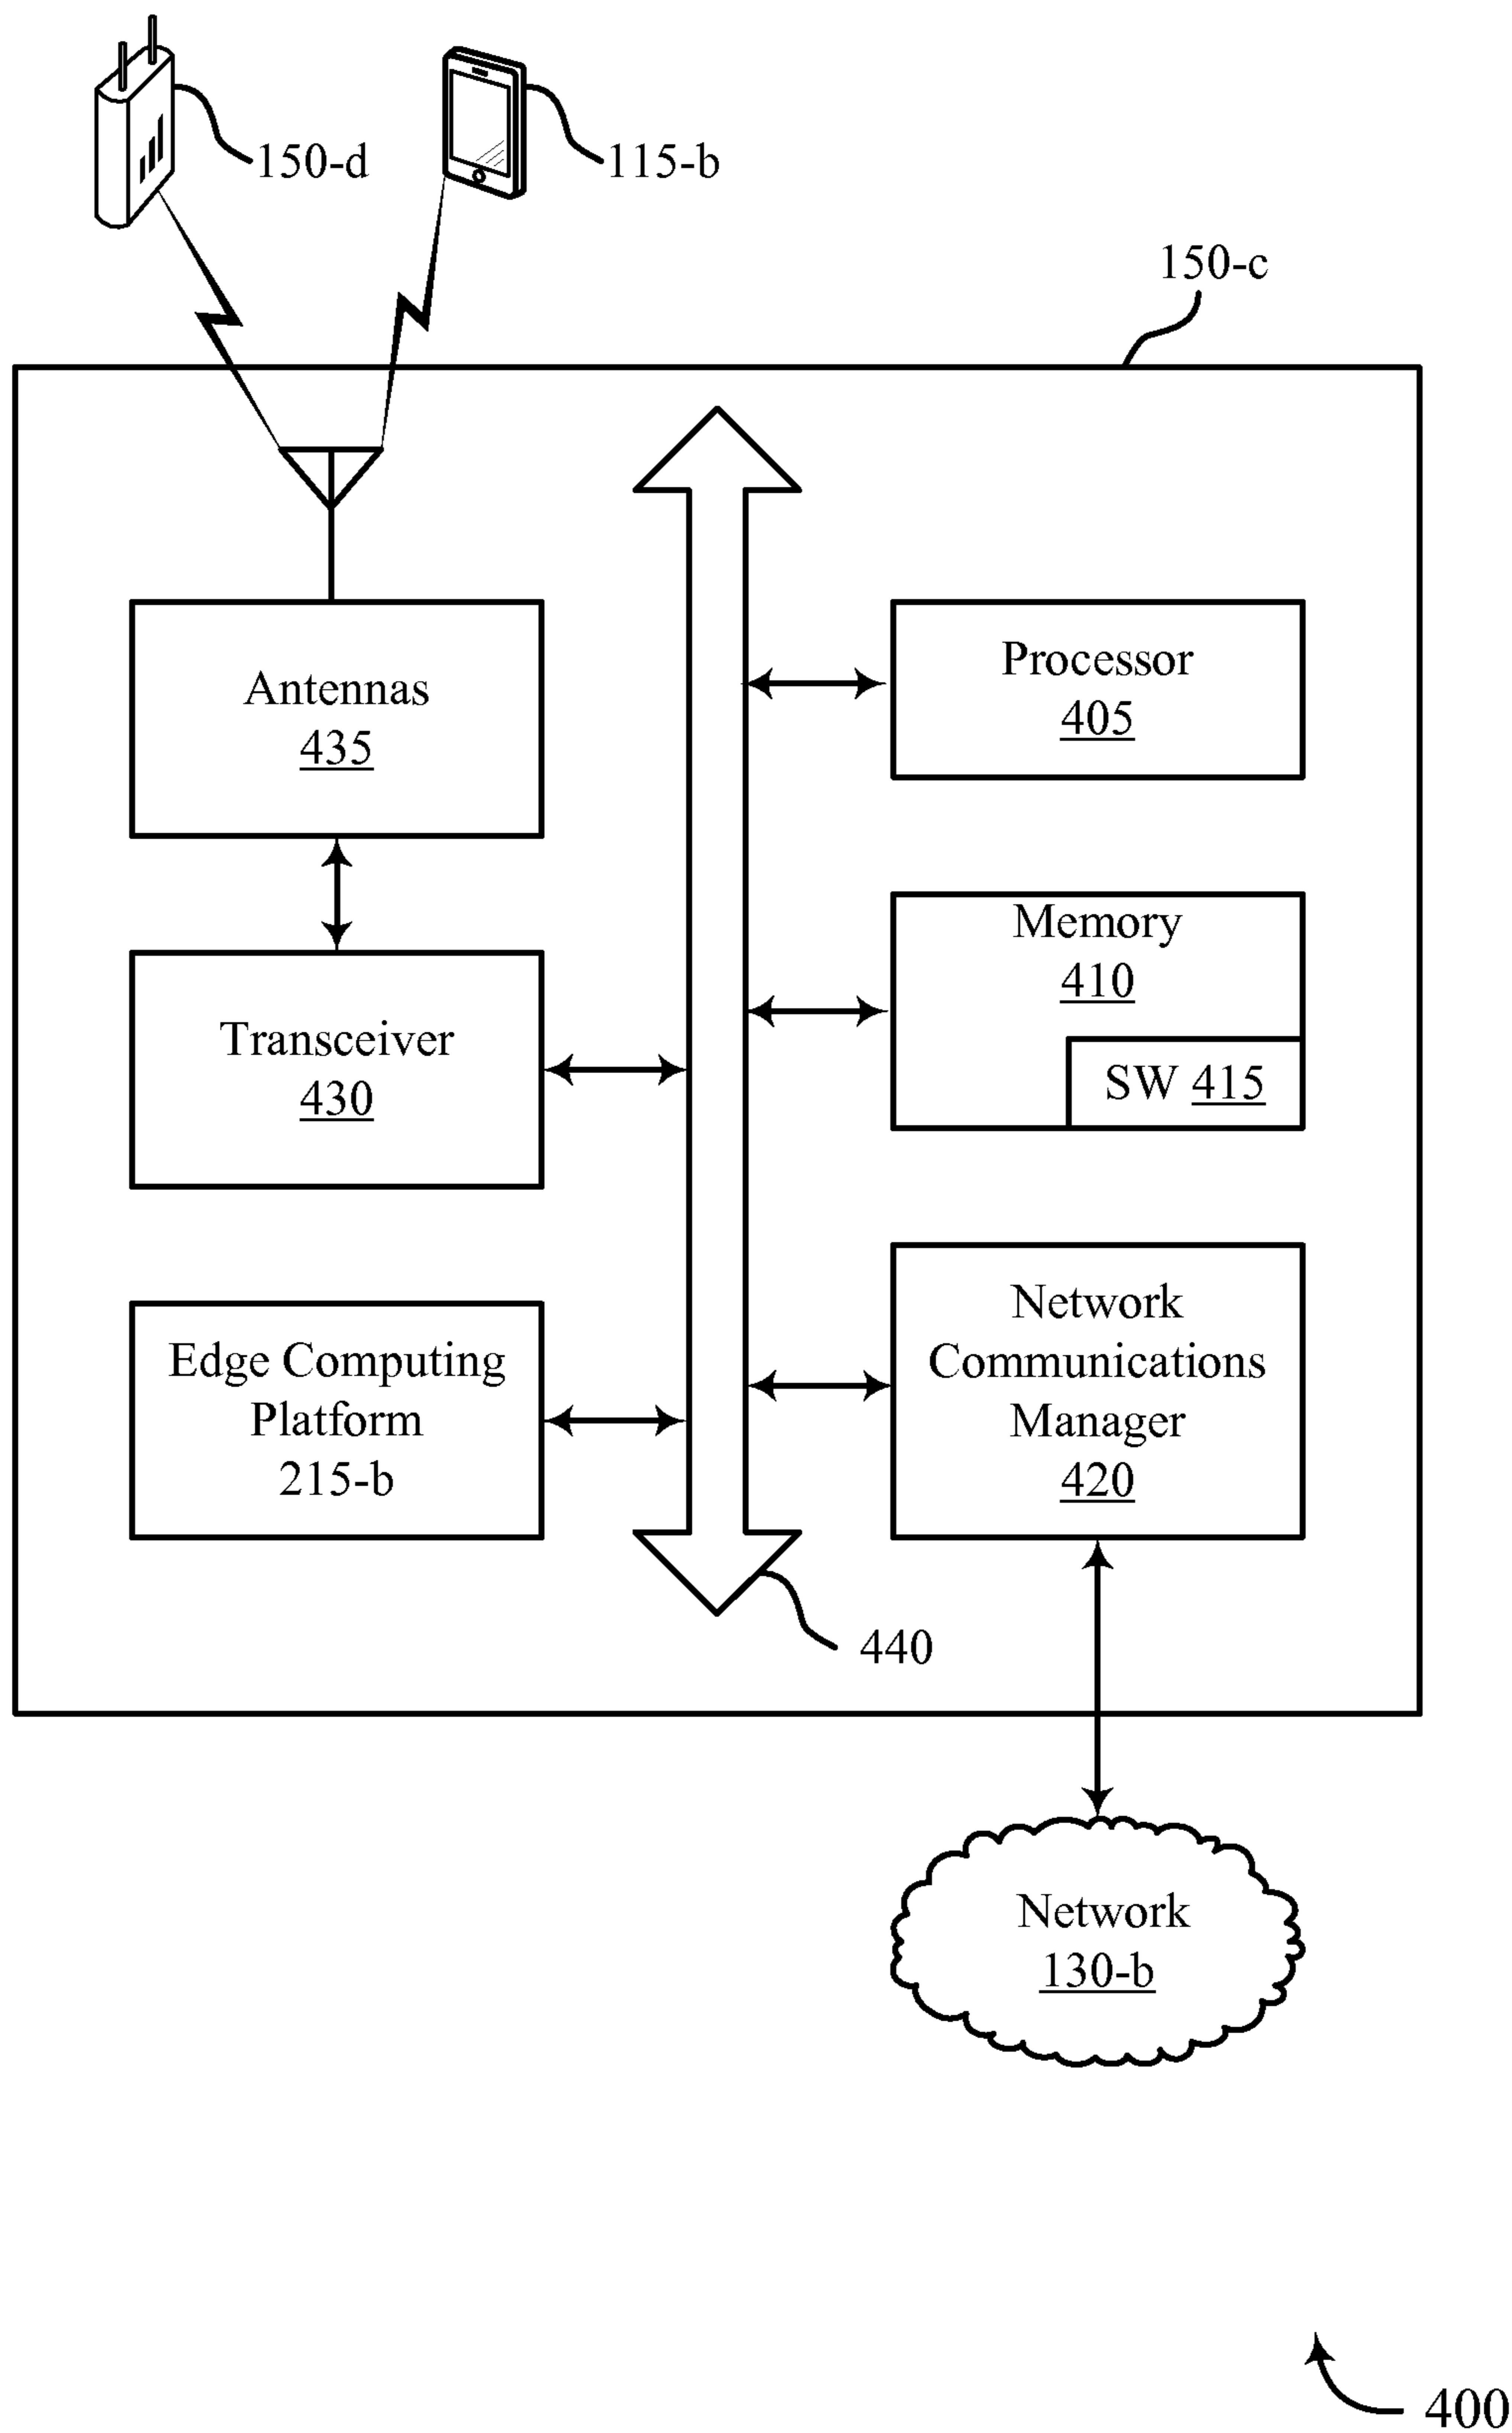 150-d
115-b
150-c
Antennas
435
Processor
405
Memory
410
SW 415
Transceiver
430
Network
Communications
Manager
420
Edge Computing
Platform
215-b
440
Network
130-b
400